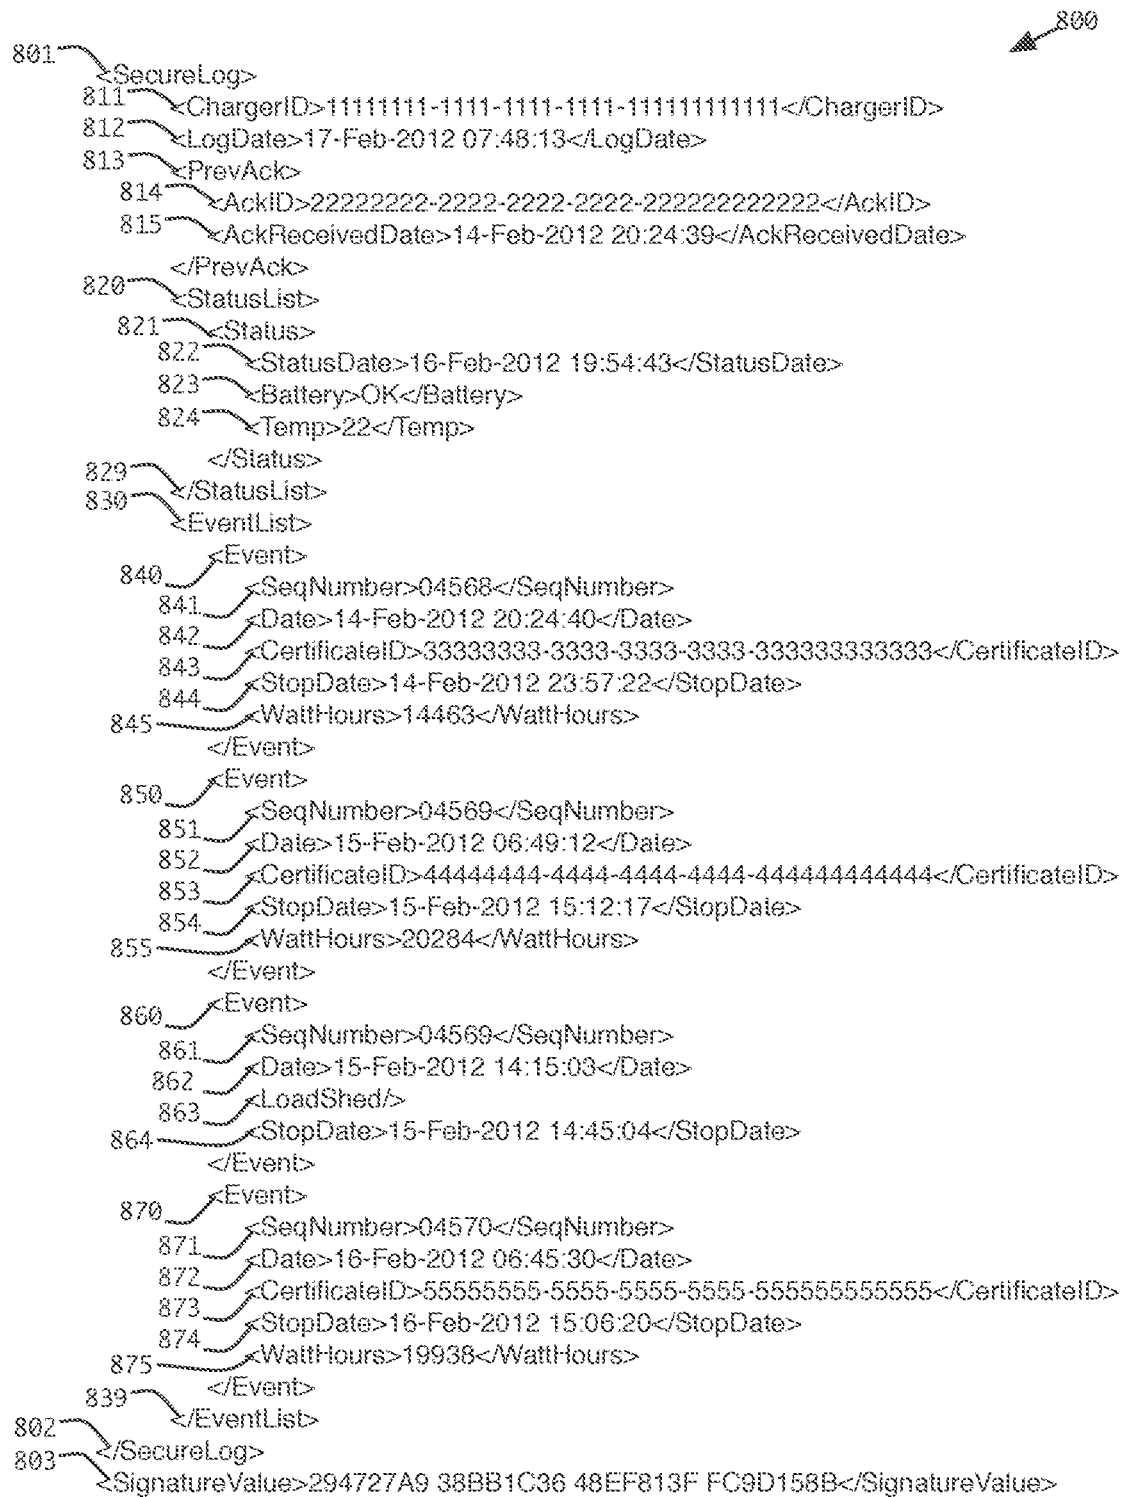 800
801 <SecureLog>
811 <ChargerID>11111111-1111-1111-1111-111111111111</ChargerID>
812 <LogDate>17-Feb-2012 07:48:13</LogDate>
813 <PrevAck>
814 <AckID>22222222-2222-2222-2222-222222222222</AckID>
815 <AckReceivedDate>14-Feb-2012 20:24:39</AckReceivedDate>
</PrevAck>
820 <StatusList>
821 <Status>
822 <StatusDate>16-Feb-2012 19:54:43</StatusDate>
823 <Battery>OK</Battery>
824 <Temp>22</Temp>
</Status>
829 </StatusList>
830 <EventList>
840 <Event>
841 <SeqNumber>04568</SeqNumber>
842 <Date>14-Feb-2012 20:24:40</Date>
843 <CertificateID>33333333-3333-3333-3333-333333333333</CertificateID>
844 <StopDate>14-Feb-2012 23:57:22</StopDate>
845 <WattHours>14463</WattHours>
</Event>
850 <Event>
851 <SeqNumber>04569</SeqNumber>
852 <Date>15-Feb-2012 06:49:12</Date>
853 <CertificateID>44444444-4444-4444-4444-444444444444</CertificateID>
854 <StopDate>15-Feb-2012 15:12:17</StopDate>
855 <WattHours>20284</WattHours>
</Event>
860 <Event>
861 <SeqNumber>04569</SeqNumber>
862 <Date>15-Feb-2012 14:15:03</Date>
863 <LoadShed/>
864 <StopDate>15-Feb-2012 14:45:04</StopDate>
</Event>
870 <Event>
871 <SeqNumber>04570</SeqNumber>
872 <Date>16-Feb-2012 06:45:30</Date>
873 <CertificateID>55555555-5555-5555-5555-555555555555</CertificateID>
874 <StopDate>16-Feb-2012 15:06:20</StopDate>
875 <WattHours>19938</WattHours>
</Event>
839 </EventList>
802 </SecureLog>
803 <SignatureValue>294727A9 38BB1C36 48EF813F FC9D158B</SignatureValue>